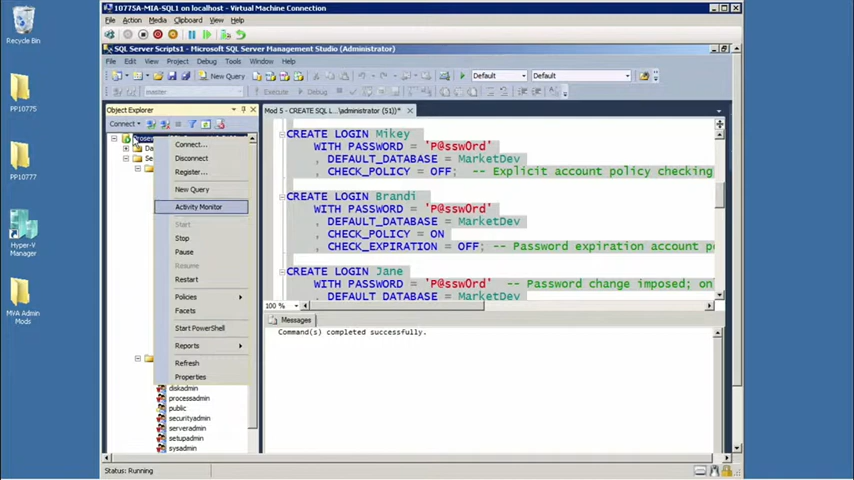 10775A-MIA-SQL1 on localhost - Virtual Machine Connection
File Action Media Clipboard View Help
SQL Server Scripts1 - Microsoft SQL Server Management Studio (Administrator)
File Edit View Project Debug Tools Window Help
New Query Default Default
master Execute Debug
Object Explorer
Mod 5 - CREATE SQL L...\administrator (51))*
Connect
Connect...
Disconnect
Register...
New Query
Activity Monitor
Start
Stop
Pause
Resume
Restart
Policies
Facets
Start PowerShell
Reports
Refresh
Properties
diskadmin
processadmin
public
securityadmin
serveradmin
setupadmin
sysadmin
CREATE LOGIN Mikey
WITH PASSWORD = 'P@ssw0rd'
, DEFAULT_DATABASE = MarketDev
, CHECK_POLICY = OFF; -- Explicit account policy checking
CREATE LOGIN Brandi
WITH PASSWORD = 'P@ssw0rd'
, DEFAULT_DATABASE = MarketDev
, CHECK_POLICY = ON
, CHECK_EXPIRATION = OFF; -- Password expiration account po
CREATE LOGIN Jane
WITH PASSWORD = 'P@ssw0rd' -- Password change imposed; on
, DEFAULT_DATABASE = MarketDev
100 %
Messages
Command(s) completed successfully.
Status: Running
Recycle Bin
PP10775
PP10777
Hyper-V
Manager
MVA Admin
Mods